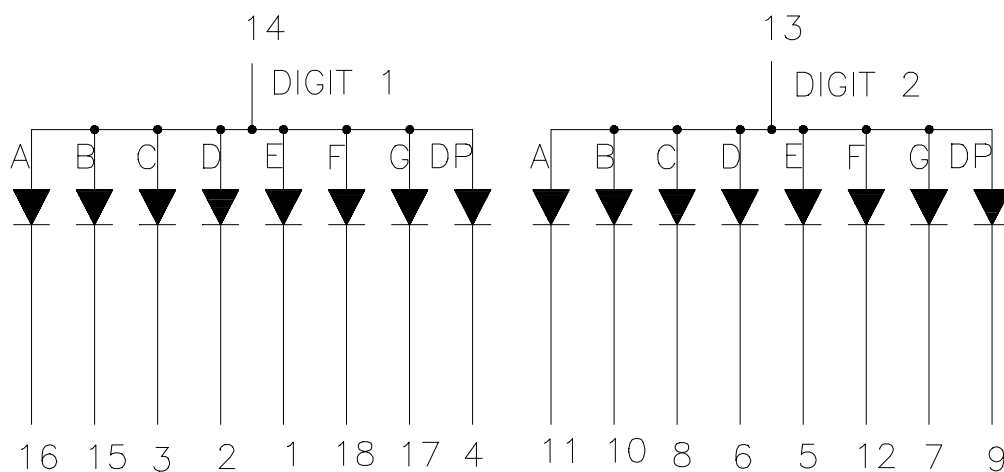 14 13
DIGIT 1 DIGIT 2
A B C D E F G DP A B C D E F G DP
16 15 3 2 1 18 17 4 11 10 8 6 5 12 7 9